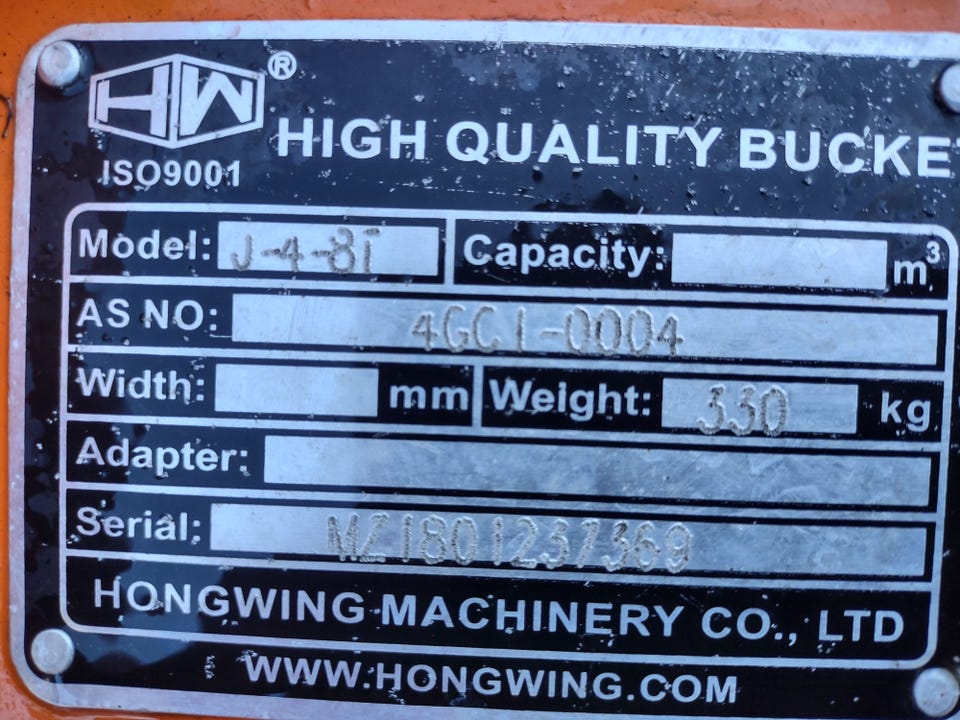 HW®
ISO9001
HIGH QUALITY BUCKE
Model: J-4-8T
Capacity: m³
AS NO: 4GC1-0004
Width: mm
Weight: 330 kg
Adapter:
Serial: MZ1801237369
HONGWING MACHINERY CO., LTD
WWW.HONGWING.COM